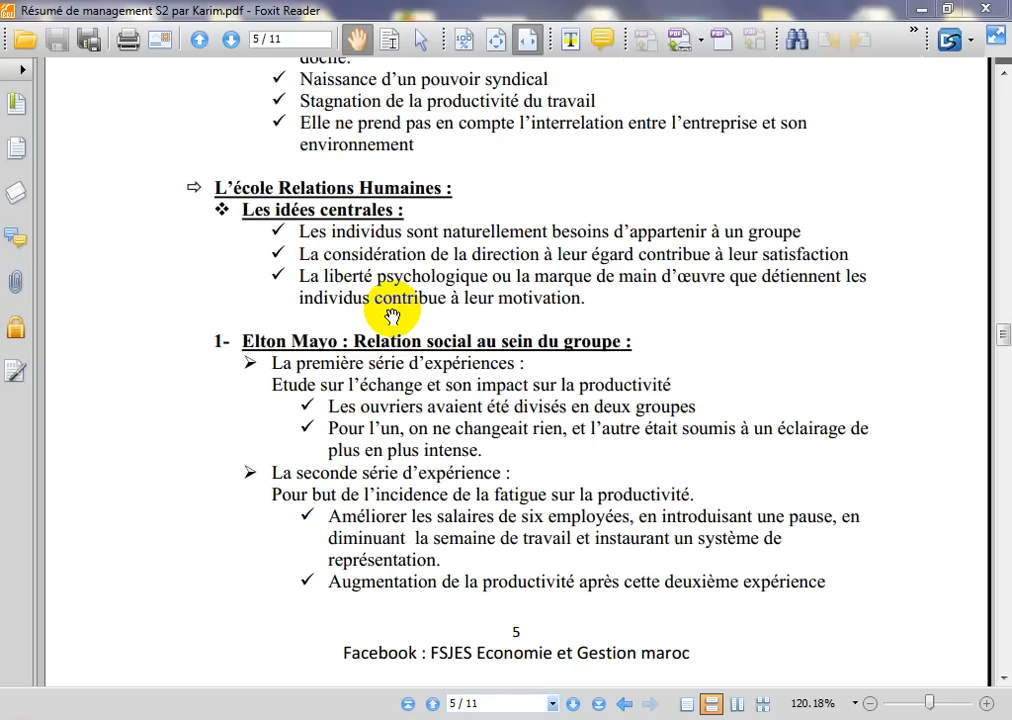 Résumé de management S2 par Karim.pdf - Foxit Reader
5 / 11
Naissance d'un pouvoir syndical
Stagnation de la productivité du travail
Elle ne prend pas en compte l'interrelation entre l'entreprise et son
environnement
L'école Relations Humaines :
Les idées centrales :
Les individus sont naturellement besoins d'appartenir à un groupe
La considération de la direction à leur égard contribue à leur satisfaction
La liberté psychologique ou la marque de main d'œuvre que détiennent les
individus contribue à leur motivation.
1- Elton Mayo : Relation social au sein du groupe :
La première série d'expériences :
Etude sur l'échange et son impact sur la productivité
Les ouvriers avaient été divisés en deux groupes
Pour l'un, on ne changeait rien, et l'autre était soumis à un éclairage de
plus en plus intense.
La seconde série d'expérience :
Pour but de l'incidence de la fatigue sur la productivité.
Améliorer les salaires de six employées, en introduisant une pause, en
diminuant la semaine de travail et instaurant un système de
représentation.
Augmentation de la productivité après cette deuxième expérience
5
Facebook : FSJES Economie et Gestion maroc
5 / 11
120.18%